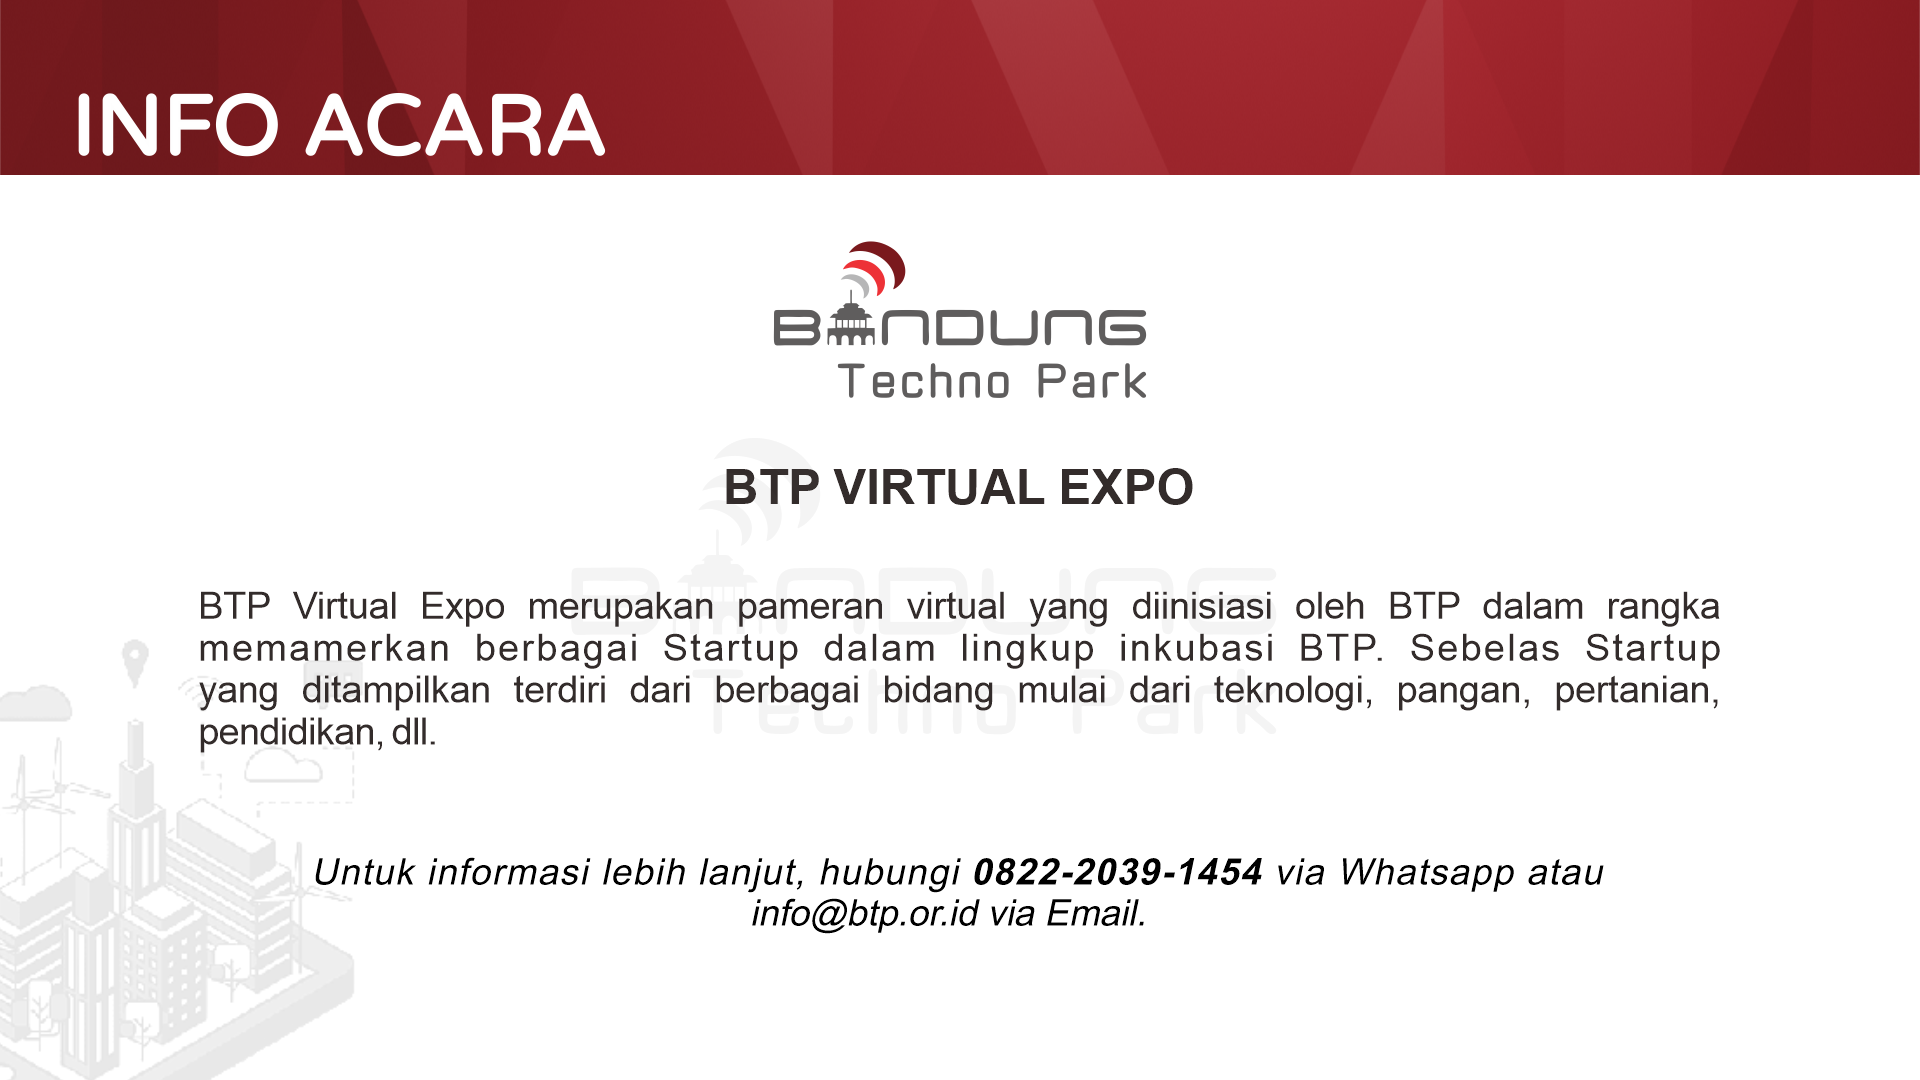 INFO ACARA
BANDUNG
Techno Park
BTP VIRTUAL EXPO
BTP Virtual Expo merupakan pameran virtual yang diinisiasi oleh BTP dalam rangka
memamerkan berbagai Startup dalam lingkup inkubasi BTP. Sebelas Startup
yang ditampilkan terdiri dari berbagai bidang mulai dari teknologi, pangan, pertanian,
pendidikan, dll.
Untuk informasi lebih lanjut, hubungi 0822-2039-1454 via Whatsapp atau
info@btp.or.id via Email.